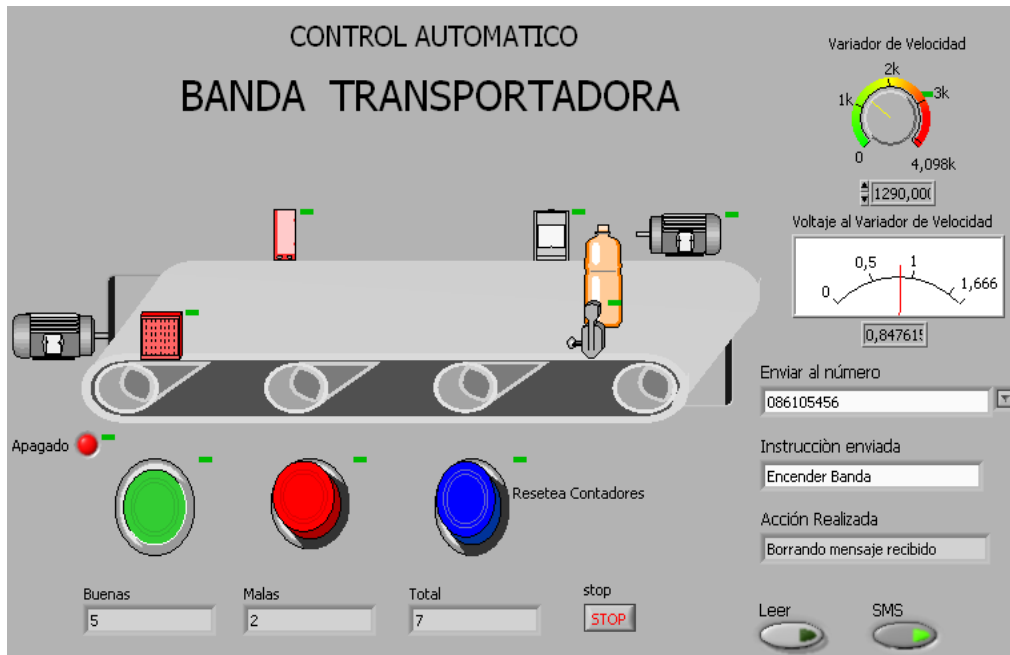 CONTROL AUTOMATICO
BANDA TRANSPORTADORA
Variador de Velocidad
2k
1k
3k
0
4,098k
1290,00(
Voltaje al Variador de Velocidad
0,5
1
0
1,666
0,84761
Enviar al número
086105456
Instrucciòn enviada
Encender Banda
Acción Realizada
Borrando mensaje recibido
Apagado
Resetea Contadores
Buenas
Malas
Total
stop
5
2
7
STOP
Leer
SMS